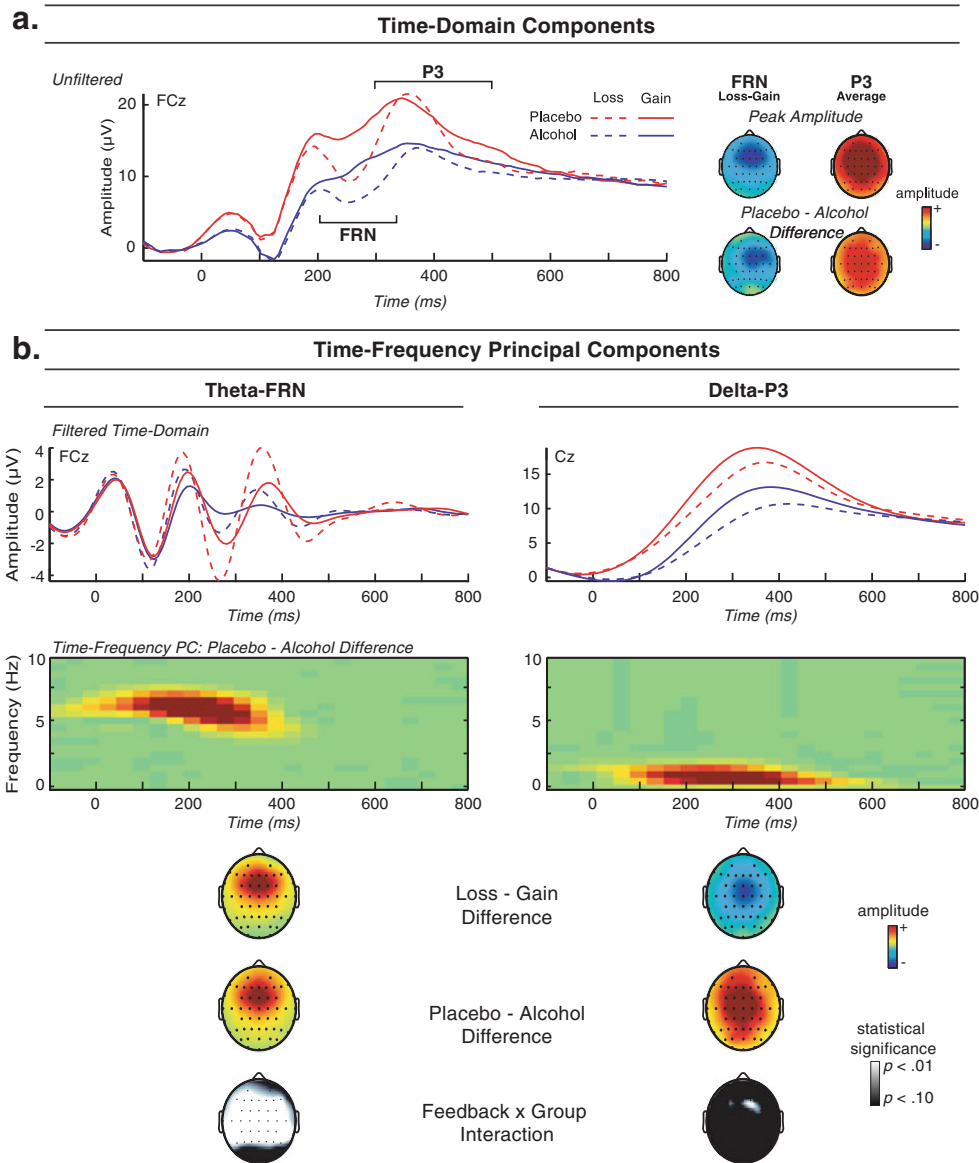 a.
Time-Domain Components
Unfiltered
FCz
P3
FRN
Loss Gain
Placebo
Alcohol
20
10
0
Amplitude (µV)
0 200 400 600 800
Time (ms)
FRN P3
Loss-Gain Average
Peak Amplitude
Placebo - Alcohol
Difference
amplitude
+
-
b.
Time-Frequency Principal Components
Theta-FRN
Delta-P3
Filtered Time-Domain
FCz
4
2
0
-2
-4
Amplitude (µV)
0 200 400 600 800
Time (ms)
Cz
15
10
5
0
0 200 400 600 800
Time (ms)
Time-Frequency PC: Placebo - Alcohol Difference
10
5
0
Frequency (Hz)
0 200 400 600 800
Time (ms)
10
5
0
0 200 400 600 800
Time (ms)
Loss - Gain
Difference
Placebo - Alcohol
Difference
Feedback x Group
Interaction
amplitude
+
-
statistical
significance
p < .01
p < .10